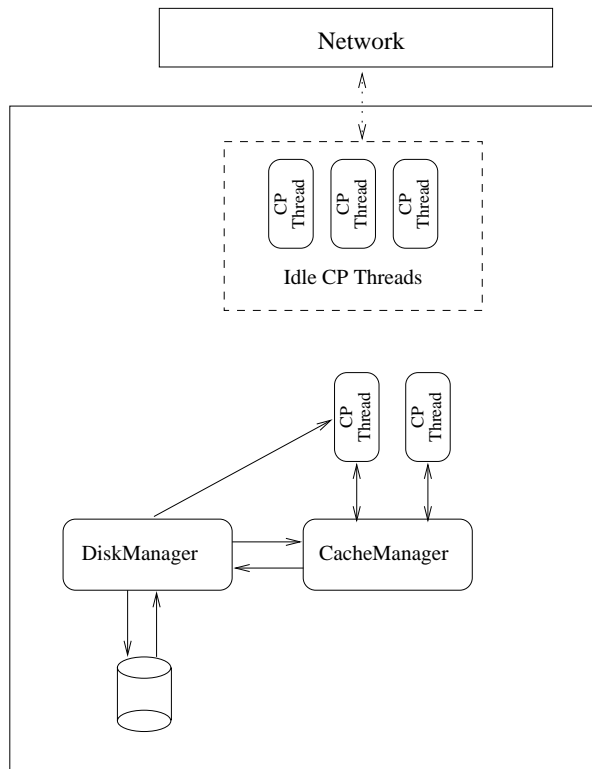 Network
CP
Thread
CP
Thread
CP
Thread
Idle CP Threads
CP
Thread
CP
Thread
DiskManager
CacheManager